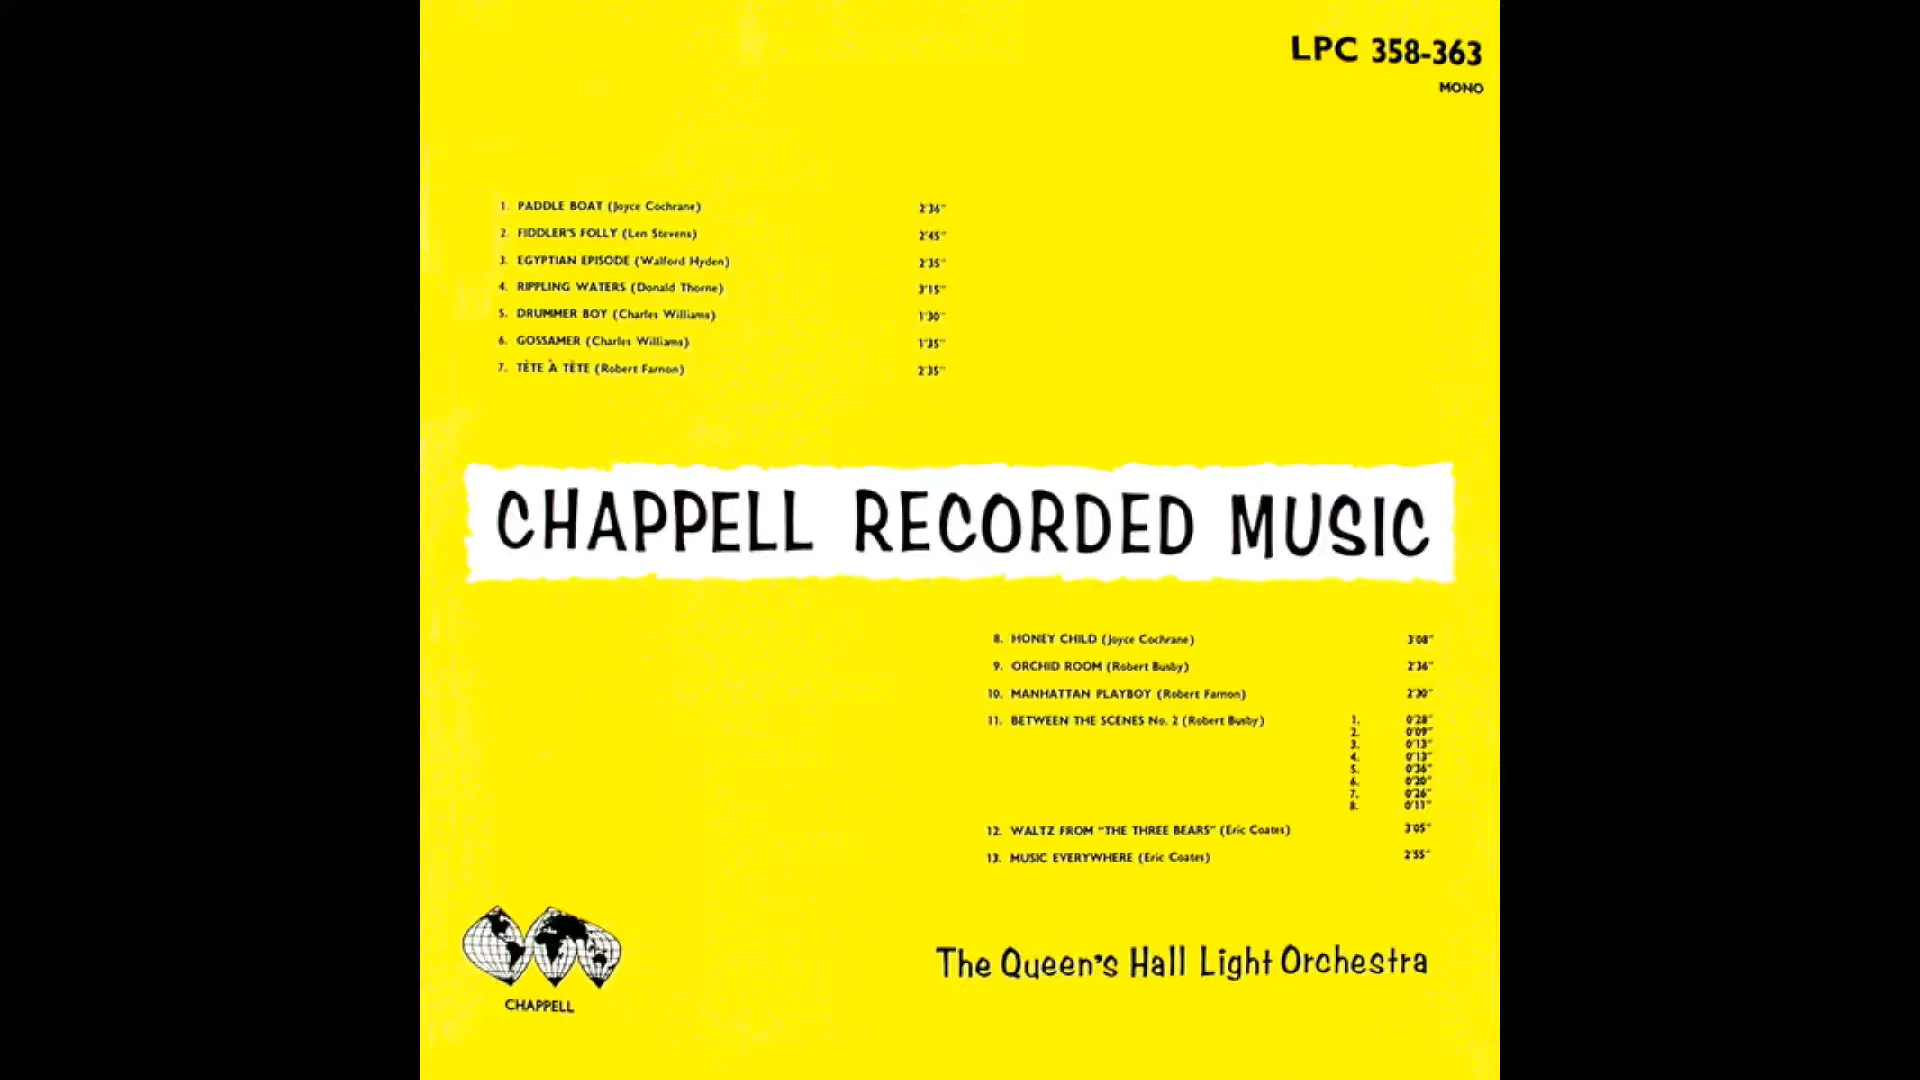 LPC 358-363
MONO
1. PADDLE BOAT (Joyce Cochrane) 2'36"
2. FIDDLER'S FOLLY (Len Stevens) 2'45"
3. EGYPTIAN EPISODE (Walford Hyden) 2'35"
4. RIPPLING WATERS (Donald Thorne) 3'15"
5. DRUMMER BOY (Charles Williams) 1'30"
6. GOSSAMER (Charles Williams) 1'35"
7. TÈTE À TÈTE (Robert Farnon) 2'35"
CHAPPELL RECORDED MUSIC
8. HONEY CHILD (Joyce Cochrane) 3'08"
9. ORCHID ROOM (Robert Busby) 2'36"
10. MANHATTAN PLAYBOY (Robert Farnon) 2'30"
11. BETWEEN THE SCENES No. 2 (Robert Busby) 1. 0'28"
2. 0'09"
3. 0'13"
4. 0'13"
5. 0'36"
6. 0'20"
7. 0'26"
8. 0'11"
12. WALTZ FROM "THE THREE BEARS" (Eric Coates) 3'05"
13. MUSIC EVERYWHERE (Eric Coates) 2'55"
The Queen's Hall Light Orchestra
CHAPPELL